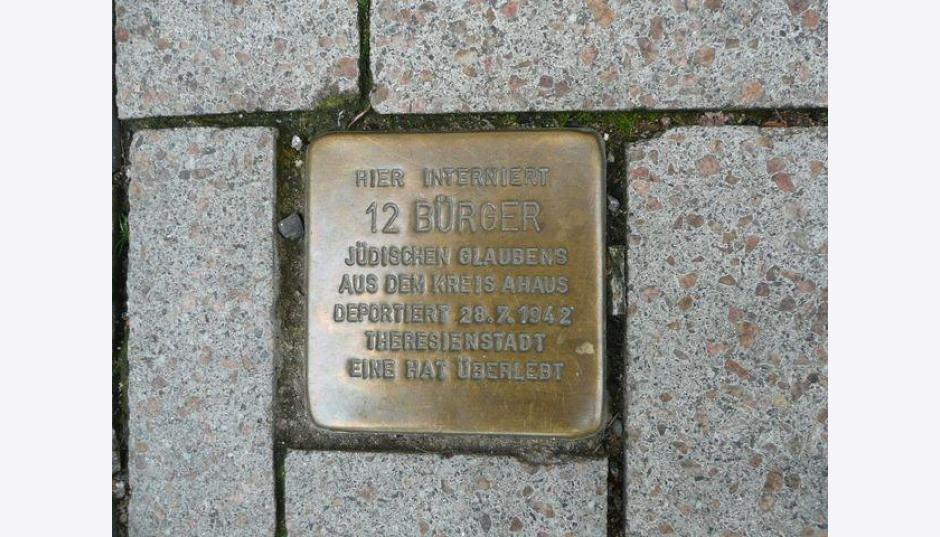 HIER INTERNIERT
12 BÜRGER
JÜDISCHEN GLAUBENS
AUS DEM KREIS AHAUS
DEPORTIERT 28.7.1942
THERESIENSTADT
EINE HAT ÜBERLEBT